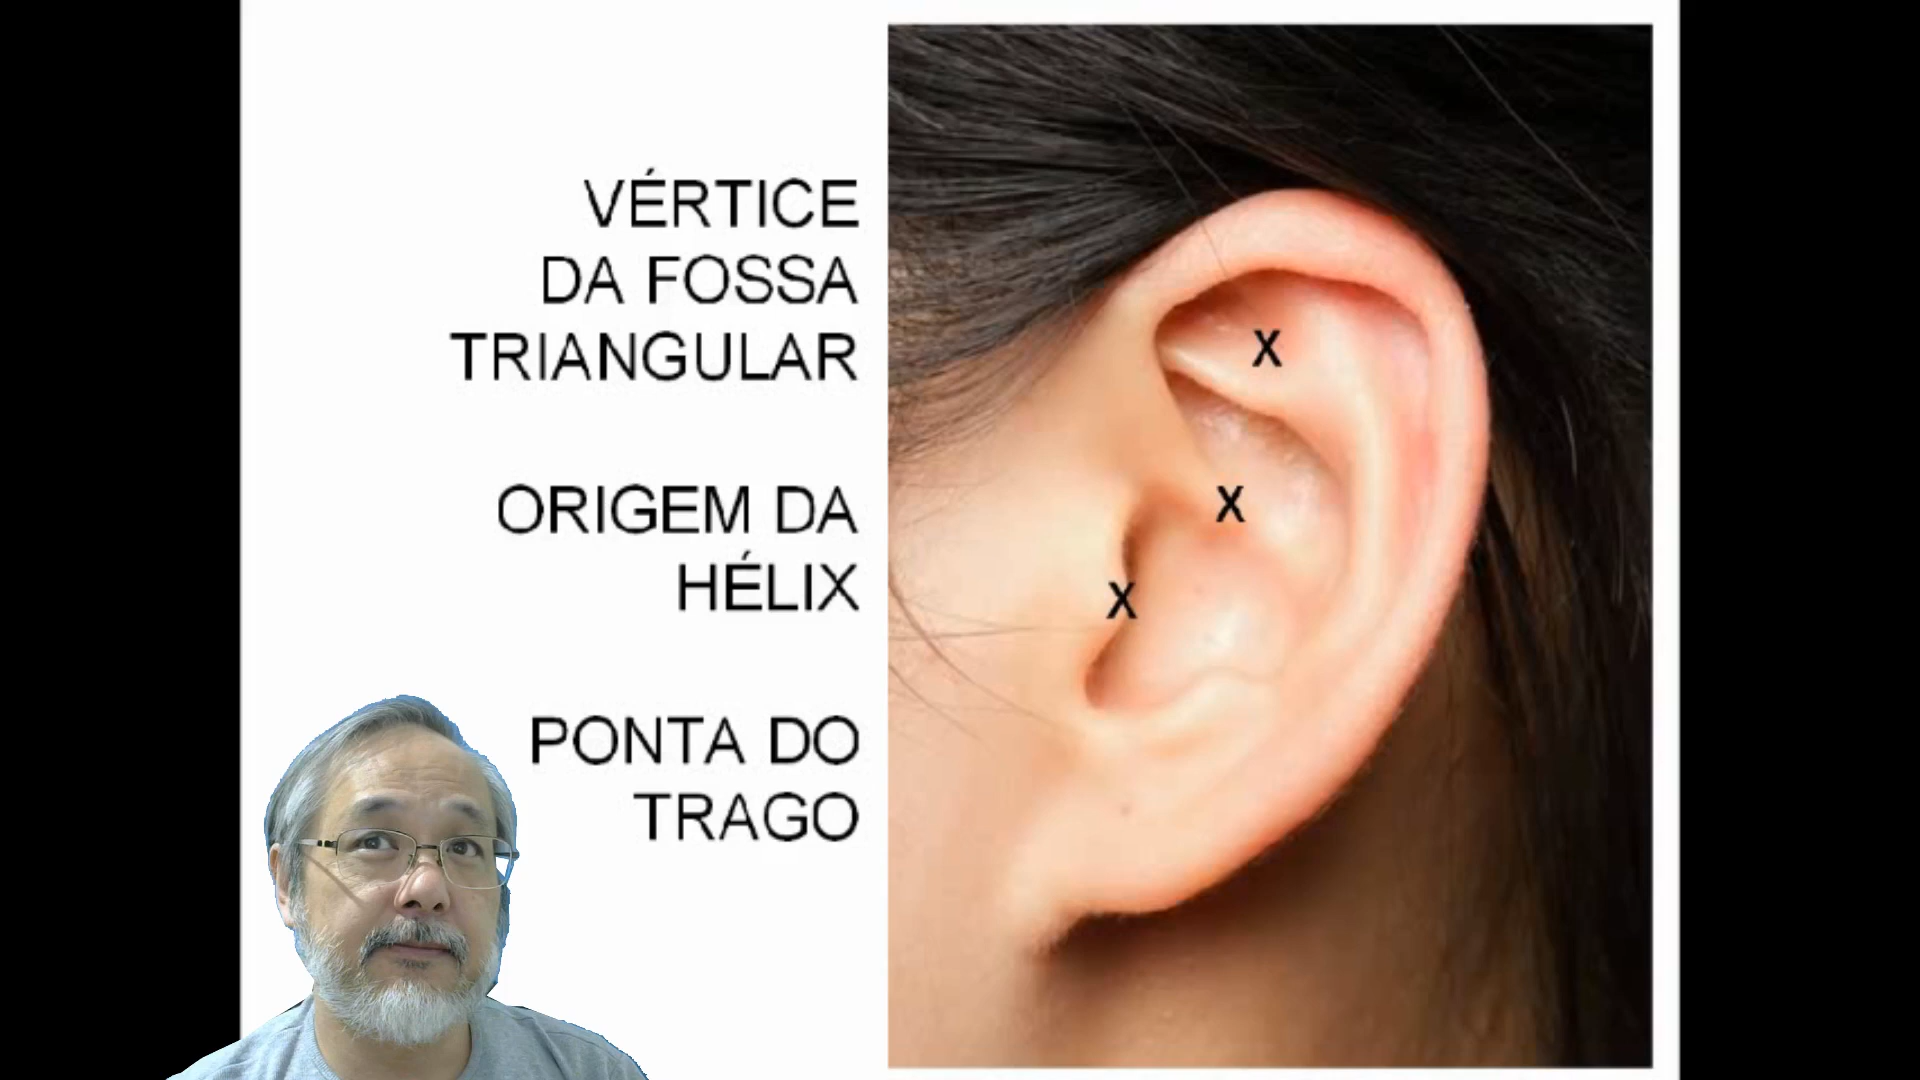 VÉRTICE
DA FOSSA
TRIANGULAR
ORIGEM DA
HÉLIX
PONTA DO
TRAGO
X
X
X